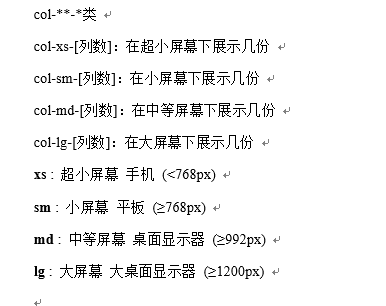 col-**-*类
col-xs-[列数]：在超小屏幕下展示几份
col-sm-[列数]：在小屏幕下展示几份
col-md-[列数]：在中等屏幕下展示几份
col-lg-[列数]：在大屏幕下展示几份
xs : 超小屏幕 手机 (<768px)
sm : 小屏幕 平板 (≥768px)
md : 中等屏幕 桌面显示器 (≥992px)
lg : 大屏幕 大桌面显示器 (≥1200px)